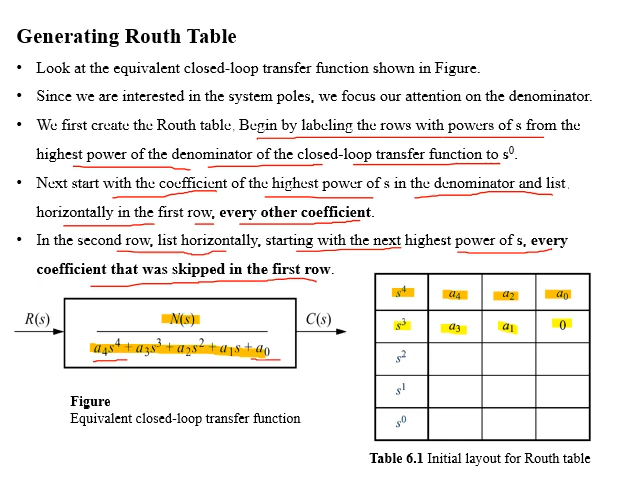 Generating Routh Table
• Look at the equivalent closed-loop transfer function shown in Figure.
• Since we are interested in the system poles, we focus our attention on the denominator.
• We first create the Routh table. Begin by labeling the rows with powers of s from the
highest power of the denominator of the closed-loop transfer function to s⁰.
• Next start with the coefficient of the highest power of s in the denominator and list,
horizontally in the first row, every other coefficient.
• In the second row, list horizontally, starting with the next highest power of s, every
coefficient that was skipped in the first row.
R(s) N(s) C(s)
a₄s⁴ + a₃s³ + a₂s² + a₁s + a₀
Figure
Equivalent closed-loop transfer function
s⁴ a₄ a₂ a₀
s³ a₃ a₁ 0
s²
s¹
s⁰
Table 6.1 Initial layout for Routh table